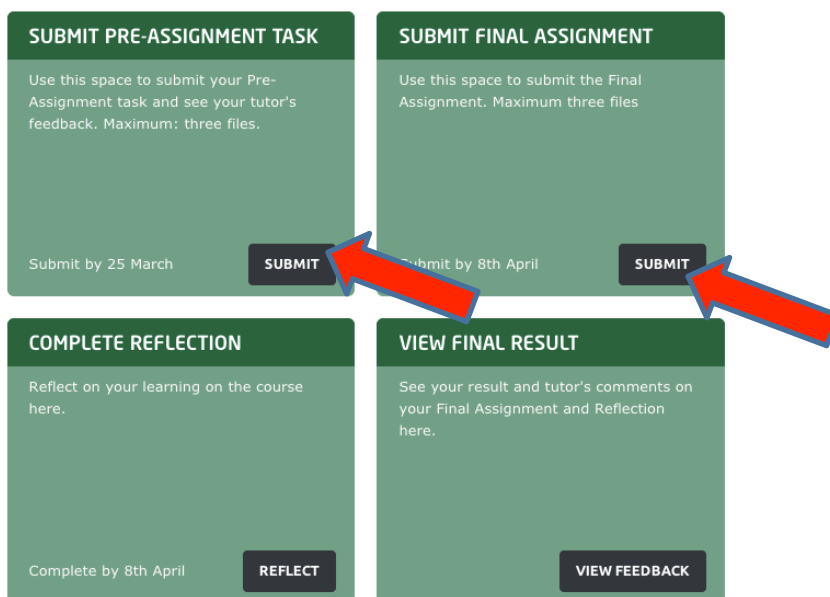 SUBMIT PRE-ASSIGNMENT TASK
Use this space to submit your Pre-
Assignment task and see your tutor's
feedback. Maximum: three files.
Submit by 25 March
SUBMIT
SUBMIT FINAL ASSIGNMENT
Use this space to submit the Final
Assignment. Maximum three files
Submit by 8th April
SUBMIT
COMPLETE REFLECTION
Reflect on your learning on the course
here.
Complete by 8th April
REFLECT
VIEW FINAL RESULT
See your result and tutor's comments on
your Final Assignment and Reflection
here.
VIEW FEEDBACK